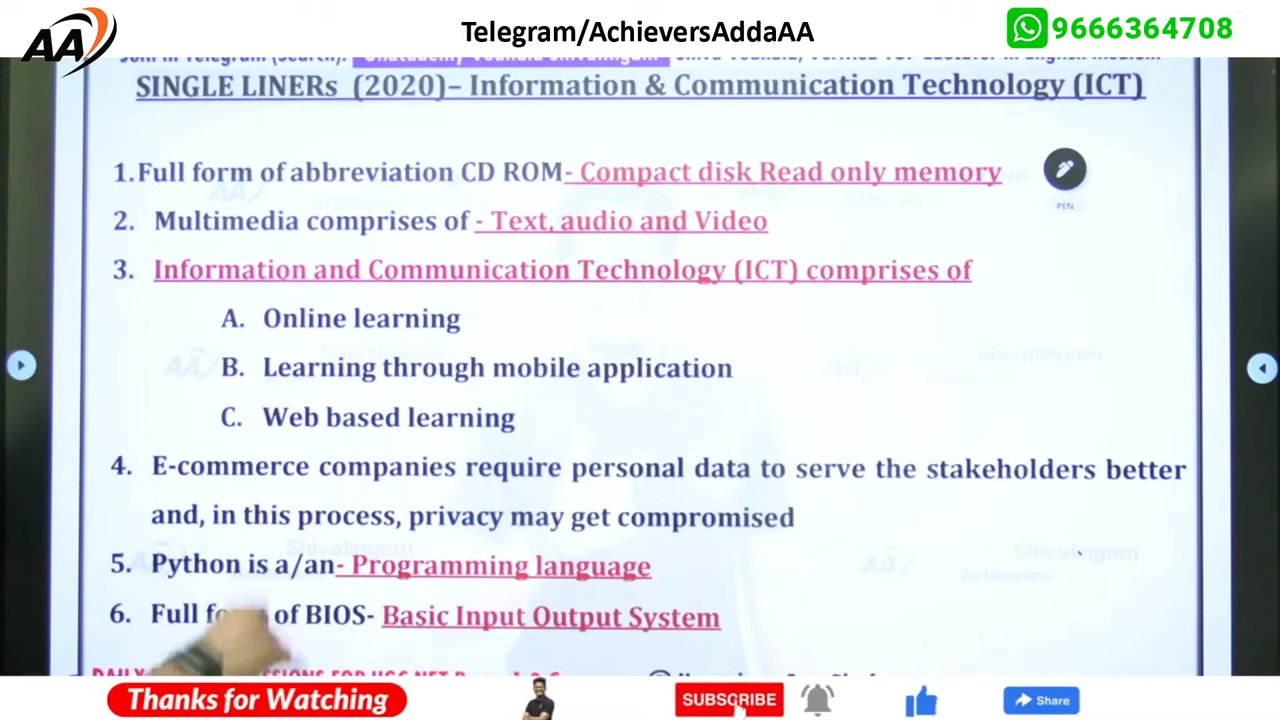 AA
Telegram/AchieversAddaAA
9666364708
SINGLE LINERs (2020)– Information & Communication Technology (ICT)
1.Full form of abbreviation CD ROM- Compact disk Read only memory
PEN
2. Multimedia comprises of - Text, audio and Video
3. Information and Communication Technology (ICT) comprises of
A. Online learning
B. Learning through mobile application
C. Web based learning
4. E-commerce companies require personal data to serve the stakeholders better
and, in this process, privacy may get compromised
5. Python is a/an- Programming language
6. Full of BIOS- Basic Input Output System
Thanks for Watching
SUBSCRIBE
Share